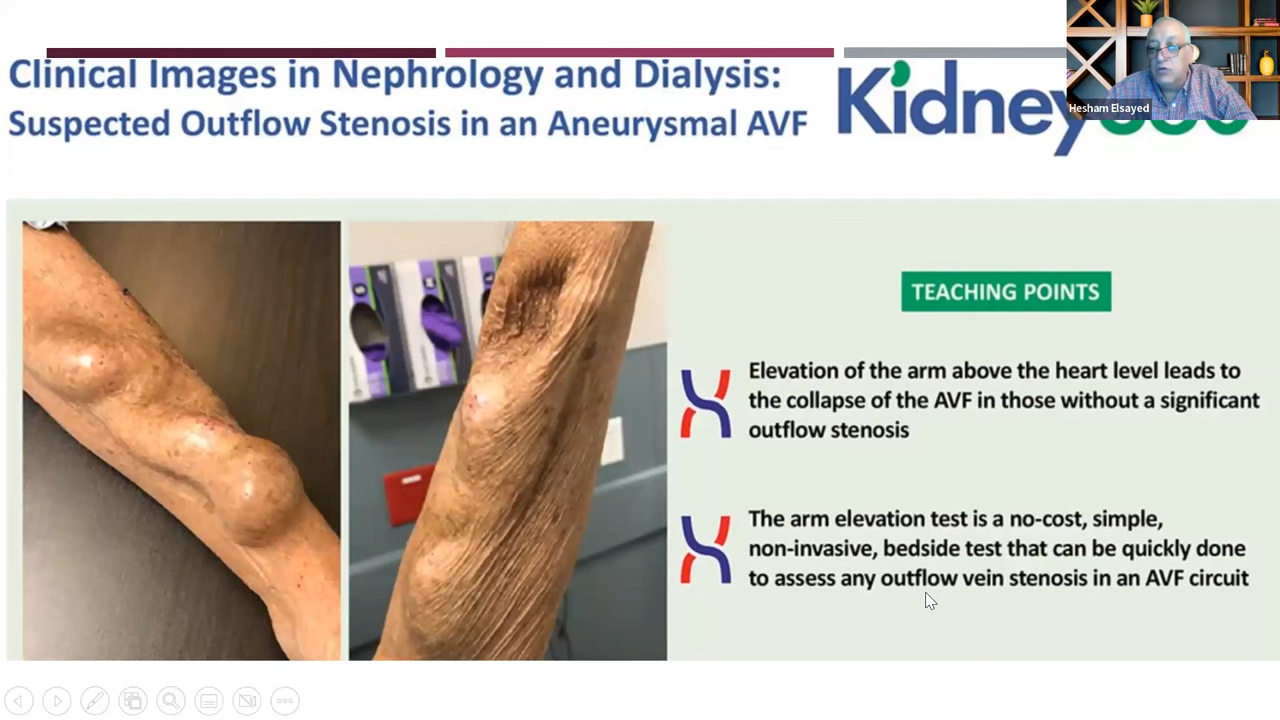 Clinical Images in Nephrology and Dialysis:
Suspected Outflow Stenosis in an Aneurysmal AVF
Kidney
Hesham Elsayed
TEACHING POINTS
Elevation of the arm above the heart level leads to
the collapse of the AVF in those without a significant
outflow stenosis
The arm elevation test is a no-cost, simple,
non-invasive, bedside test that can be quickly done
to assess any outflow vein stenosis in an AVF circuit